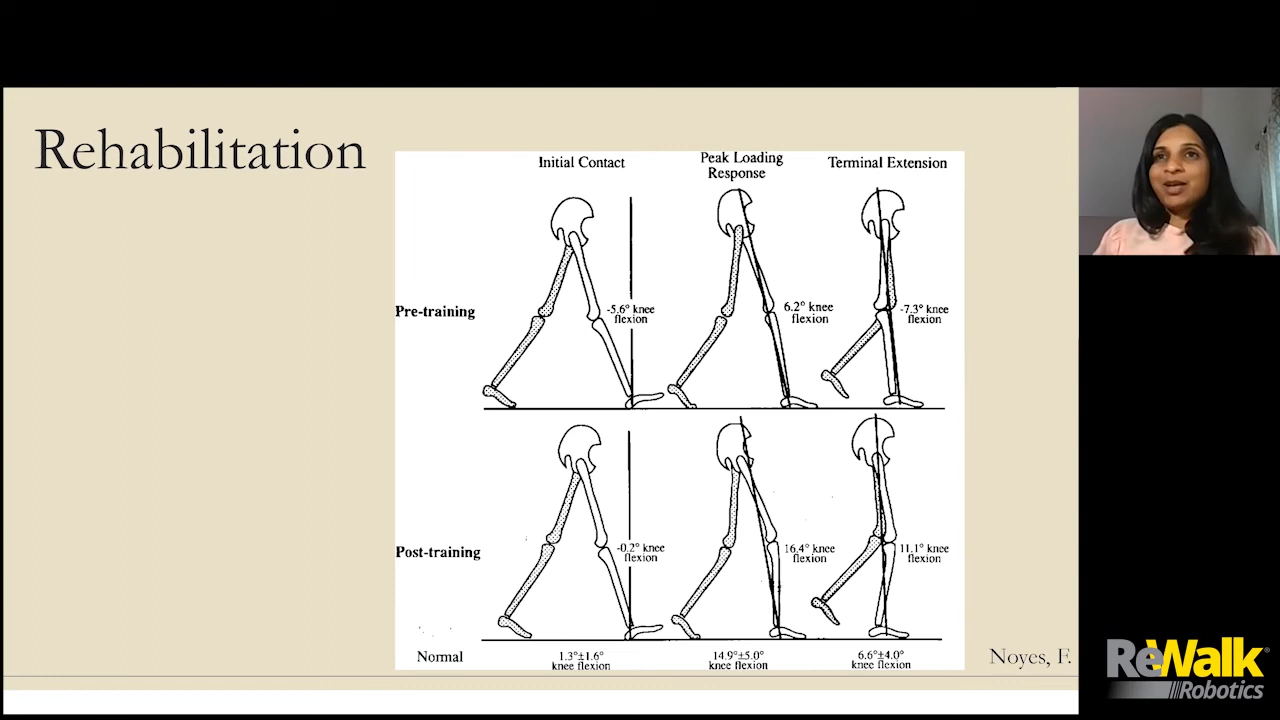 Rehabilitation
Initial Contact
Peak Loading
Response
Terminal Extension
Pre-training
-5.6° knee
flexion
6.2° knee
flexion
-7.3° knee
flexion
Post-training
-0.2° knee
flexion
16.4° knee
flexion
11.1° knee
flexion
Normal
1.3°±1.6°
knee flexion
14.9°±5.0°
knee flexion
6.6°±4.0°
knee flexion
Noyes, F.
ReWalk®
Robotics